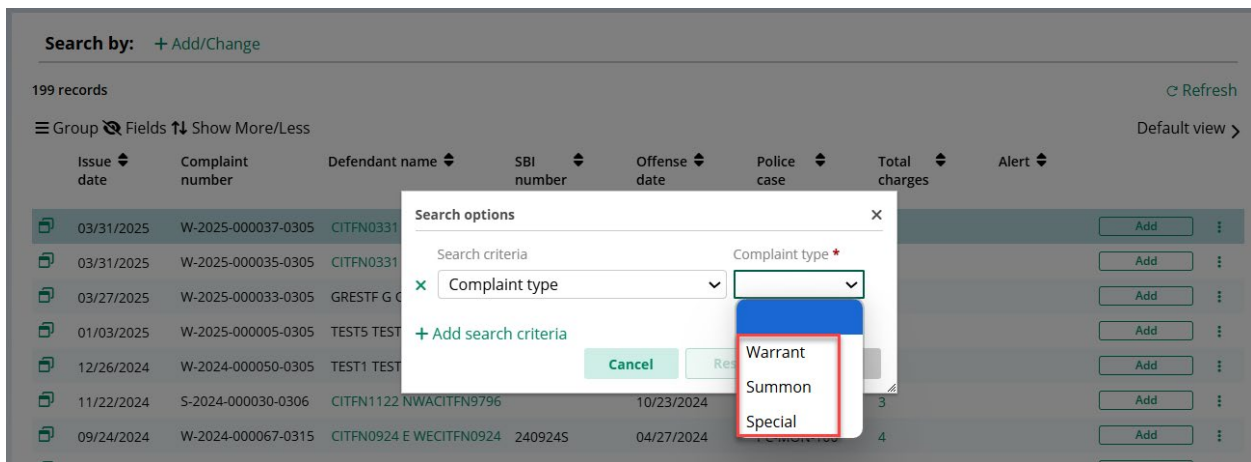 Search by: + Add/Change
199 records
Refresh
Group Fields Show More/Less
Default view
Issue date
Complaint number
Defendant name
SBI number
Offense date
Police case
Total charges
Alert
03/31/2025 W-2025-000037-0305 CITFN0331 Add
03/31/2025 W-2025-000035-0305 CITFN0331 Add
03/27/2025 W-2025-000033-0305 GRESTF G Add
01/03/2025 W-2025-000005-0305 TEST5 TEST Add
12/26/2024 W-2024-000050-0305 TEST1 TEST Add
11/22/2024 S-2024-000030-0306 CITFN1122 NWACITFN9796 10/23/2024 3 Add
09/24/2024 W-2024-000067-0315 CITFN0924 E WECITFN0924 240924S 04/27/2024 4 Add
Search options
Search criteria
Complaint type *
Complaint type
+ Add search criteria
Cancel
Warrant
Summon
Special